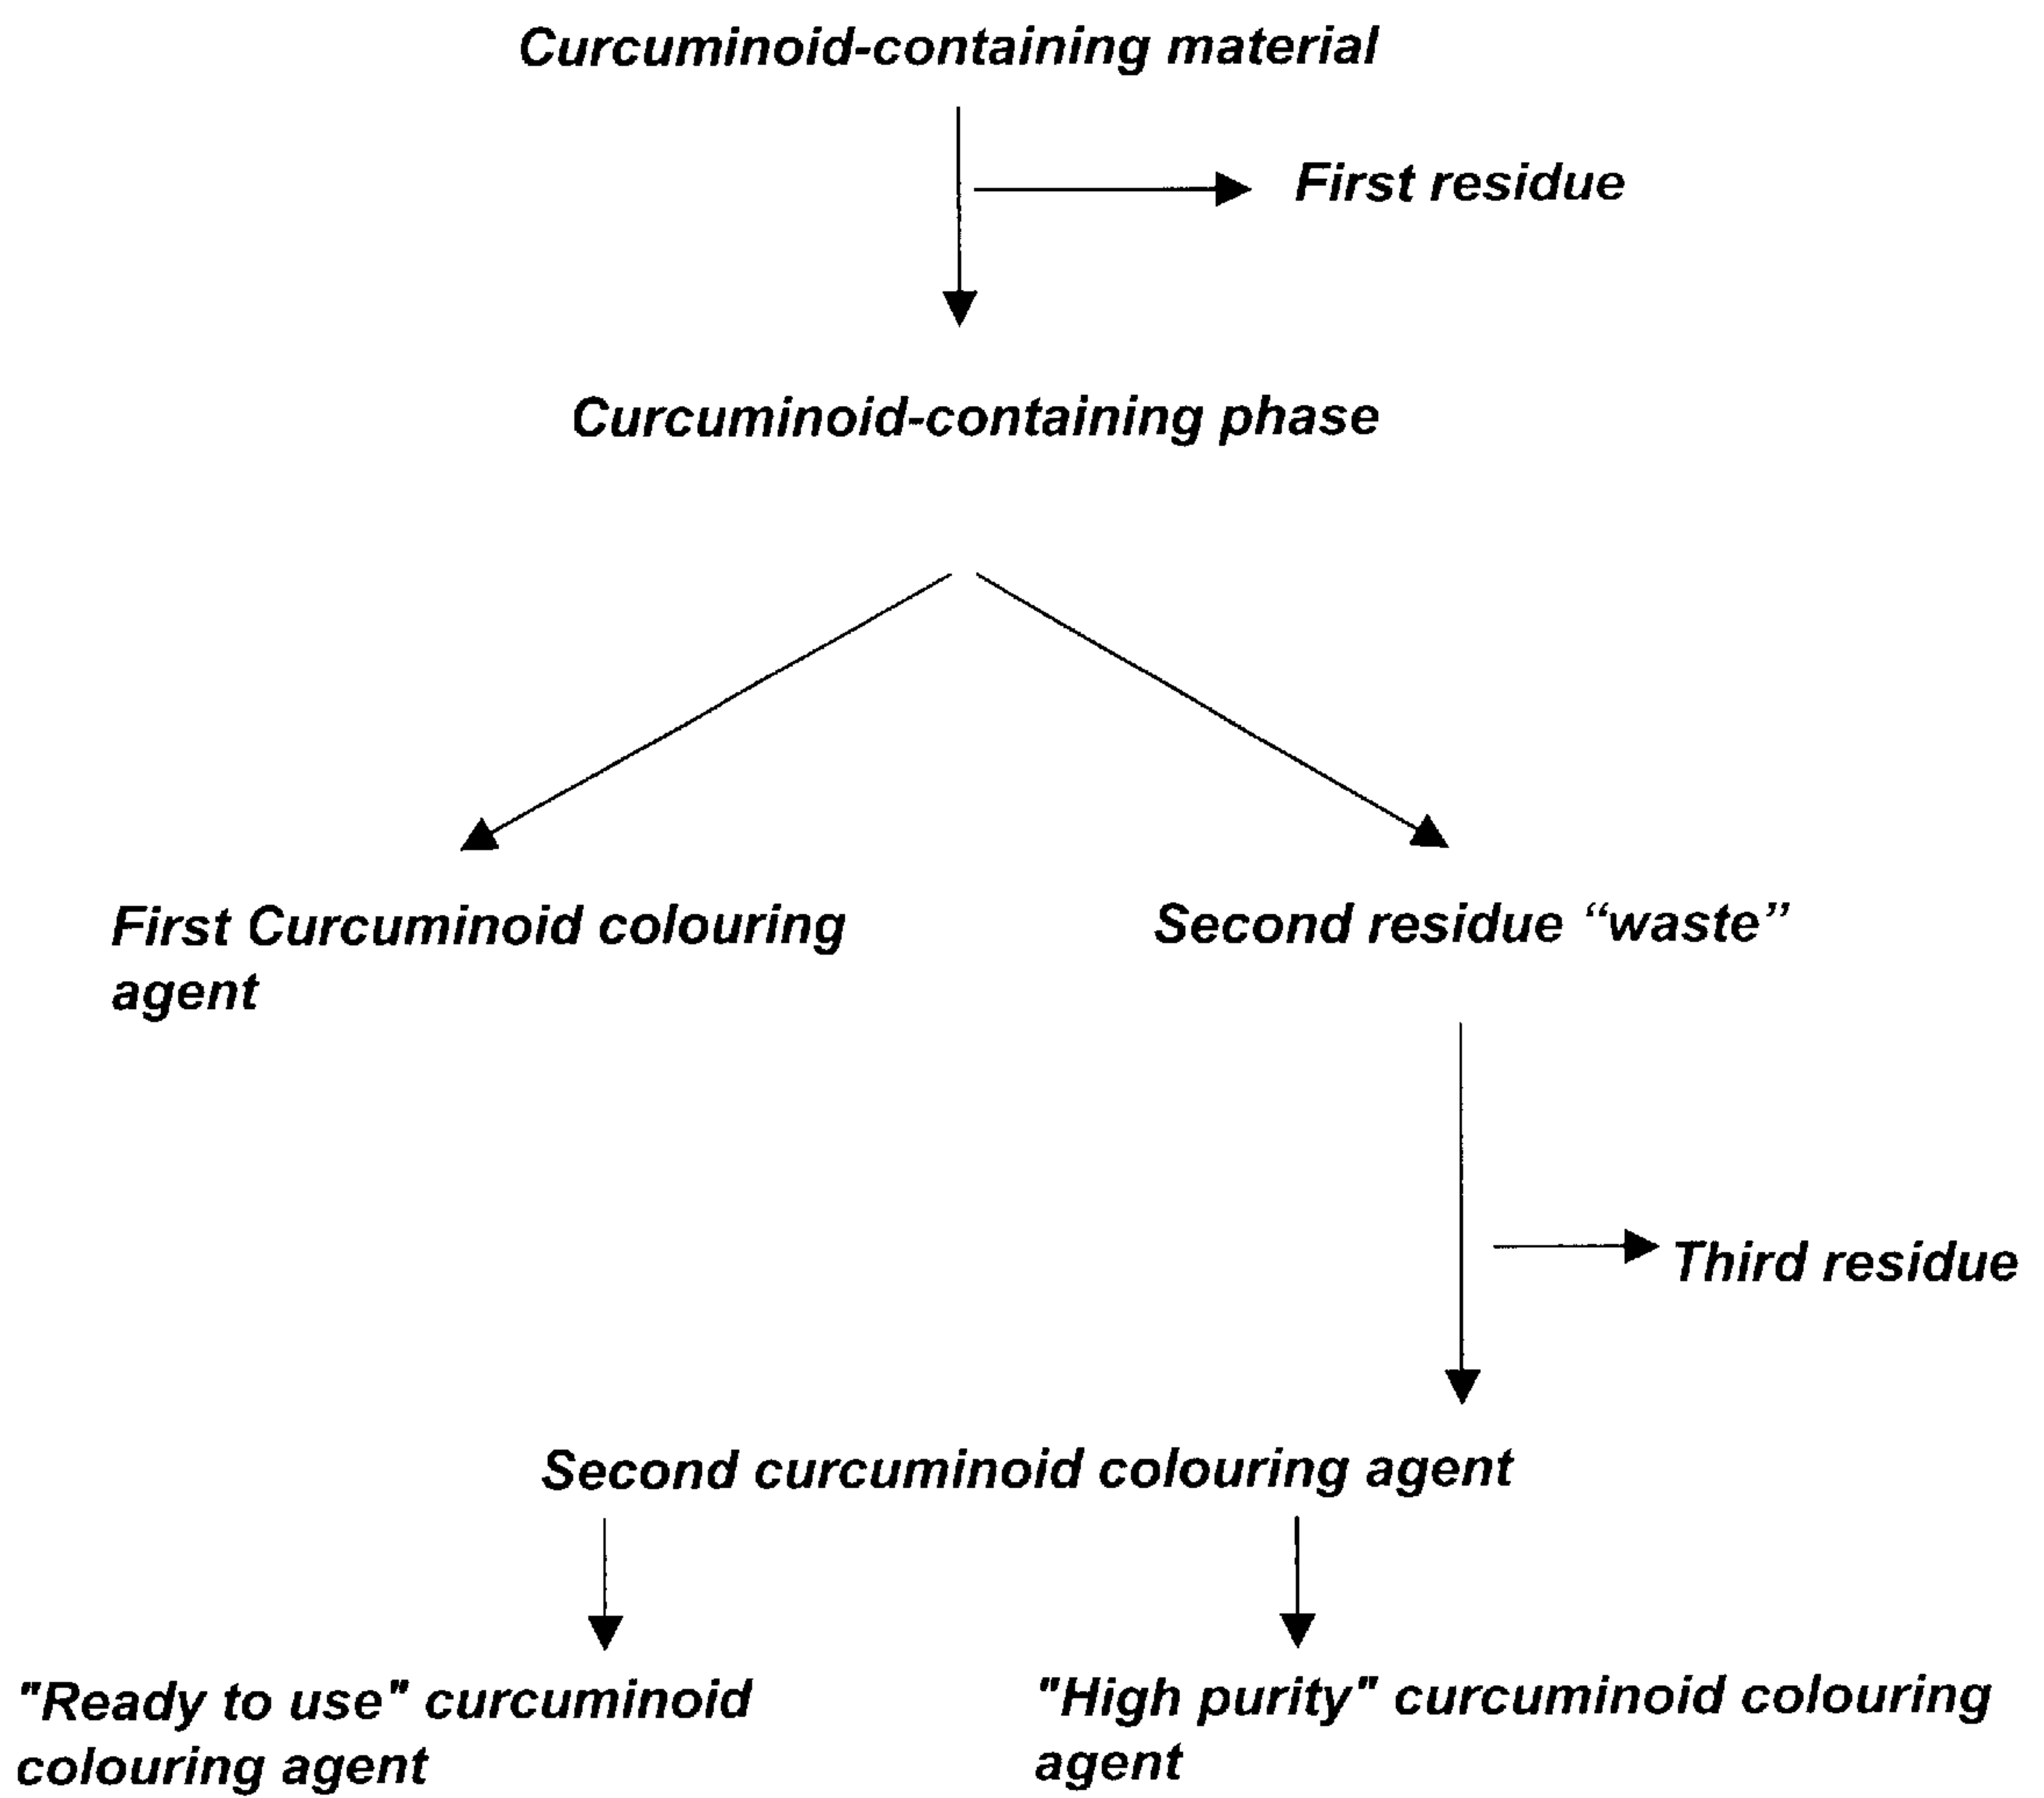 Curcuminoid-containing material
First residue
Curcuminoid-containing phase
First Curcuminoid colouring
agent
Second residue “waste”
Third residue
Second curcuminoid colouring agent
"Ready to use" curcuminoid
colouring agent
"High purity" curcuminoid colouring
agent